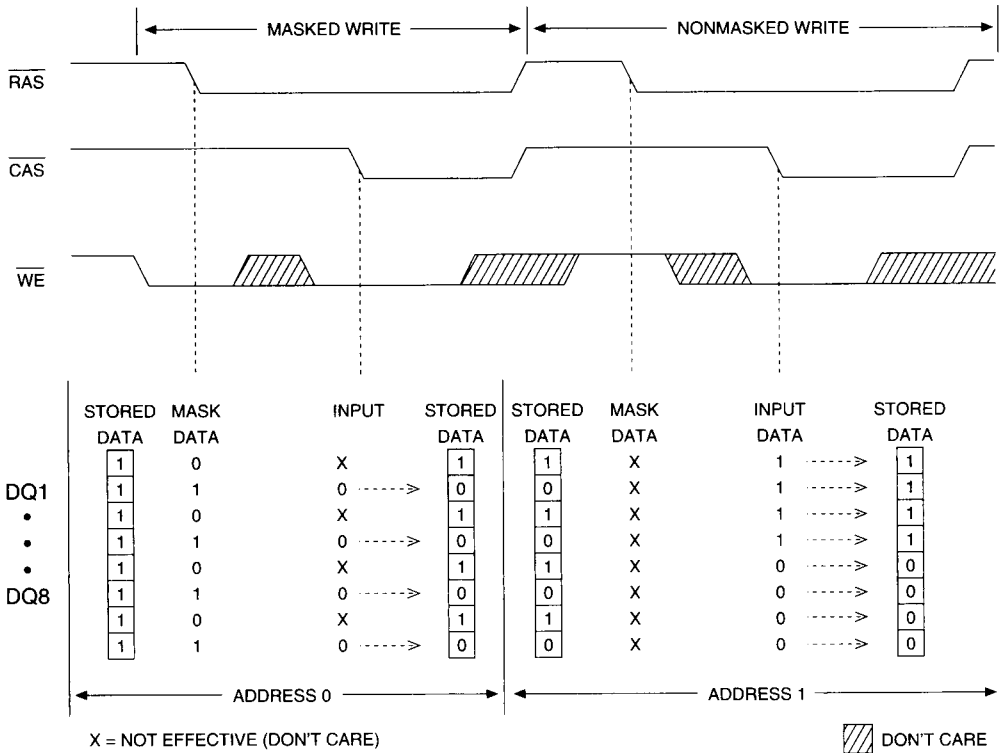 MASKED WRITE NONMASKED WRITE
RAS
CAS
WE
STORED MASK INPUT STORED STORED MASK INPUT STORED
DATA DATA DATA DATA DATA DATA DATA
1 0 X 1 1 X 1 1
DQ1 1 1 0 0 0 X 1 1
• 1 0 X 1 1 X 1 1
• 1 1 0 0 0 X 1 1
• 1 0 X 1 1 X 0 0
DQ8 1 1 0 0 0 X 0 0
1 0 X 1 1 X 0 0
1 1 0 0 0 X 0 0
ADDRESS 0 ADDRESS 1
X = NOT EFFECTIVE (DON'T CARE) DON'T CARE